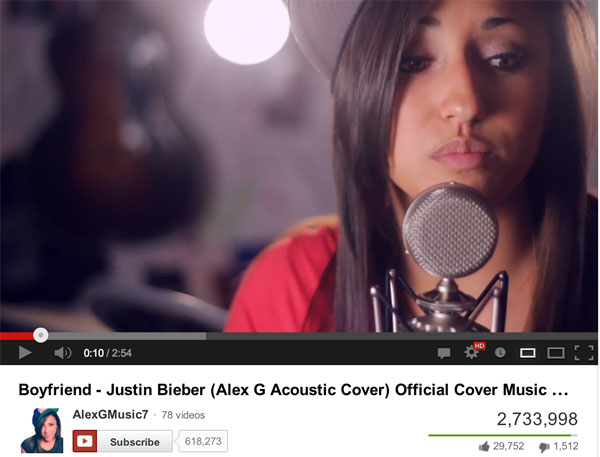 HD
0:10 / 2:54
Boyfriend - Justin Bieber (Alex G Acoustic Cover) Official Cover Music ...
AlexGMusic7 · 78 videos
Subscribe 618,273
2,733,998
29,752 1,512